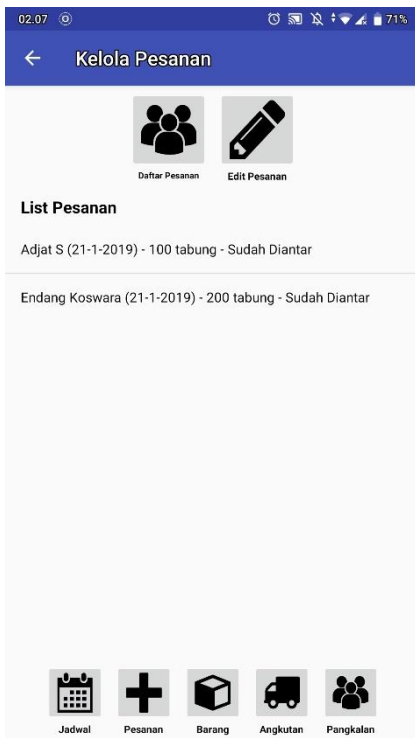 02.07 71%
Kelola Pesanan
Daftar Pesanan Edit Pesanan
List Pesanan
Adjat S (21-1-2019) - 100 tabung - Sudah Diantar
Endang Koswara (21-1-2019) - 200 tabung - Sudah Diantar
Jadwal Pesanan Barang Angkutan Pangkalan